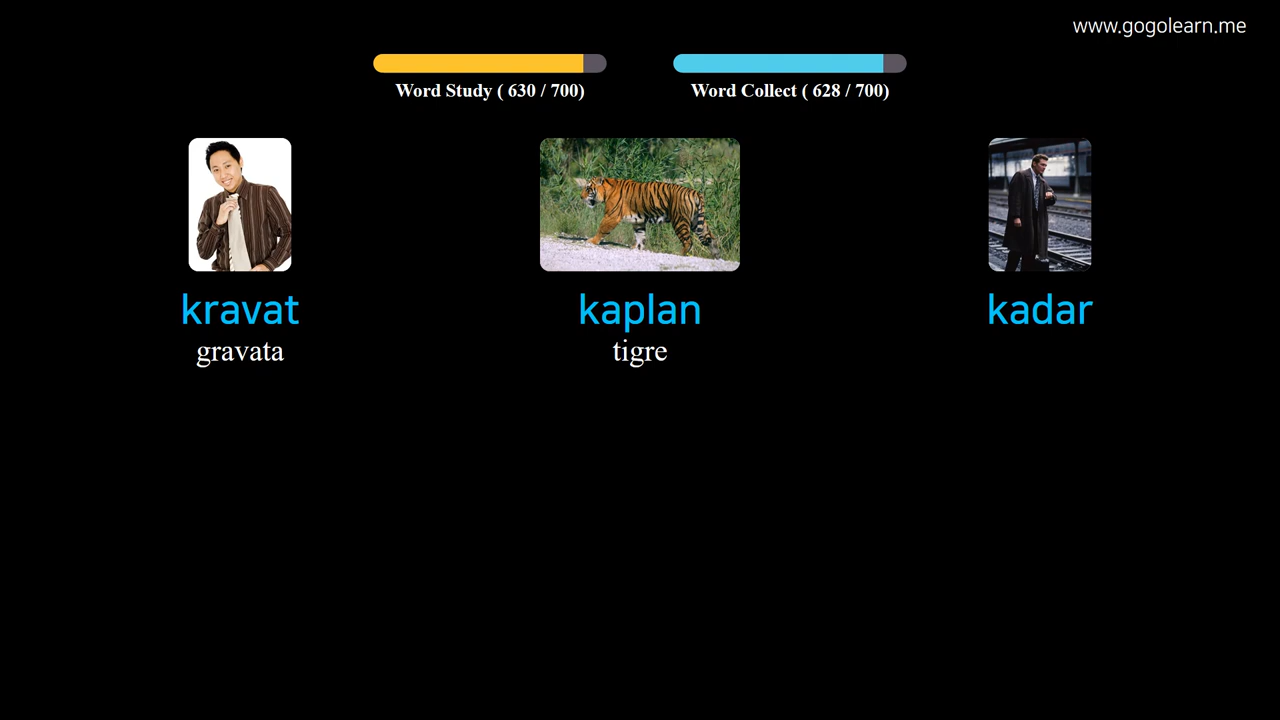 www.gogolearn.me
Word Study ( 630 / 700)
Word Collect ( 628 / 700)
kravat
gravata
kaplan
tigre
kadar